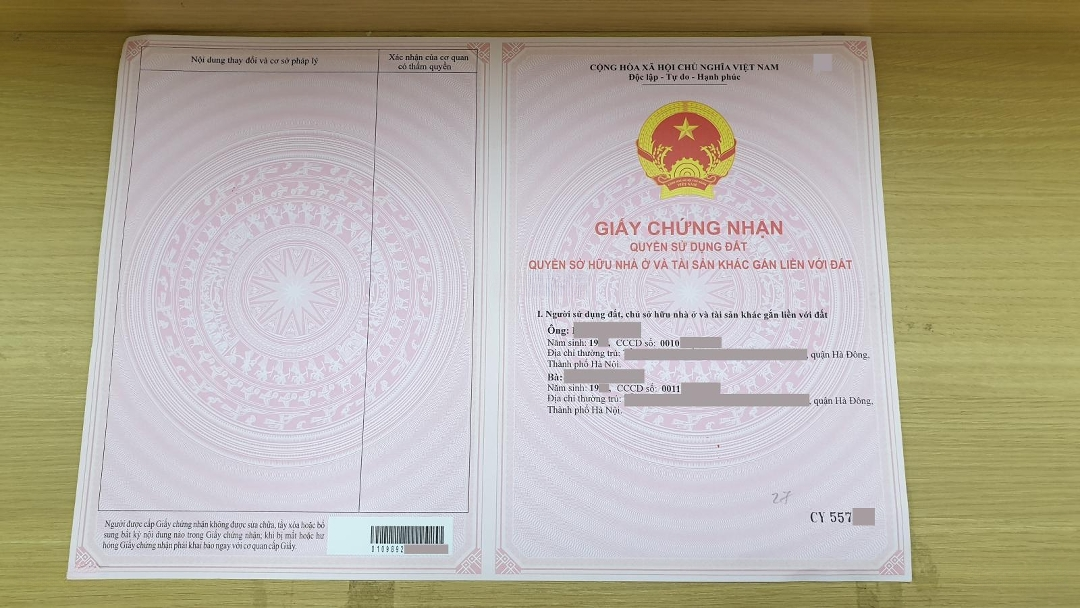 Nội dung thay đổi và cơ sở pháp lý
Xác nhận của cơ quan
có thẩm quyền
Người được cấp Giấy chứng nhận không được sửa chữa, tẩy xóa hoặc bổ
sung bất kỳ nội dung nào trong Giấy chứng nhận; khi bị mất hoặc hư
hỏng Giấy chứng nhận phải khai báo ngay với cơ quan cấp Giấy.
0109892
CỘNG HÒA XÃ HỘI CHỦ NGHĨA VIỆT NAM
Độc lập - Tự do - Hạnh phúc
VIỆT NAM
GIẤY CHỨNG NHẬN
QUYỀN SỬ DỤNG ĐẤT
QUYỀN SỞ HỮU NHÀ Ở VÀ TÀI SẢN KHÁC GẮN LIỀN VỚI ĐẤT
I. Người sử dụng đất, chủ sở hữu nhà ở và tài sản khác gắn liền với đất
Ông:
Năm sinh: 19 , CCCD số: 0010
Địa chỉ thường trú: , quận Hà Đông,
Thành phố Hà Nội.
Bà:
Năm sinh: 19 , CCCD số: 0011
Địa chỉ thường trú: , quận Hà Đông,
Thành phố Hà Nội.
27
CY 557